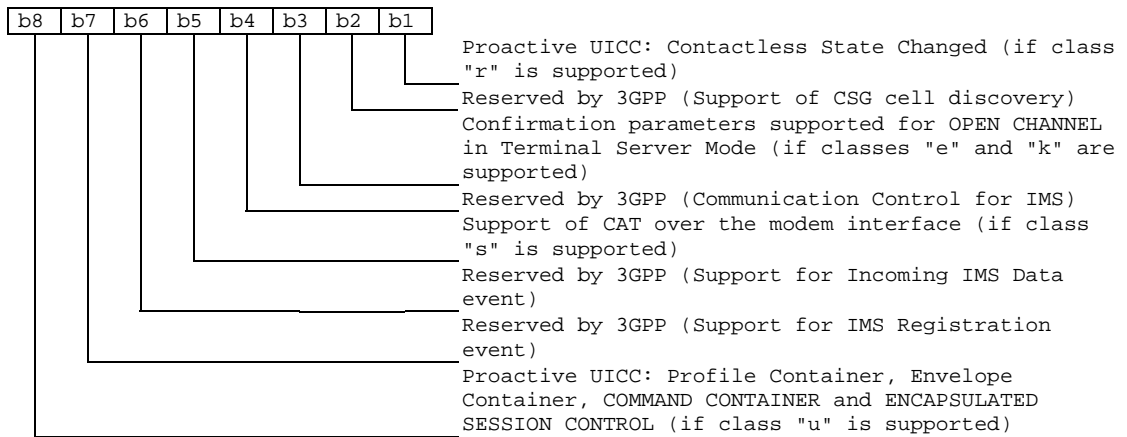 b8 b7 b6 b5 b4 b3 b2 b1
Proactive UICC: Contactless State Changed (if class
"r" is supported)
Reserved by 3GPP (Support of CSG cell discovery)
Confirmation parameters supported for OPEN CHANNEL
in Terminal Server Mode (if classes "e" and "k" are
supported)
Reserved by 3GPP (Communication Control for IMS)
Support of CAT over the modem interface (if class
"s" is supported)
Reserved by 3GPP (Support for Incoming IMS Data
event)
Reserved by 3GPP (Support for IMS Registration
event)
Proactive UICC: Profile Container, Envelope
Container, COMMAND CONTAINER and ENCAPSULATED
SESSION CONTROL (if class "u" is supported)